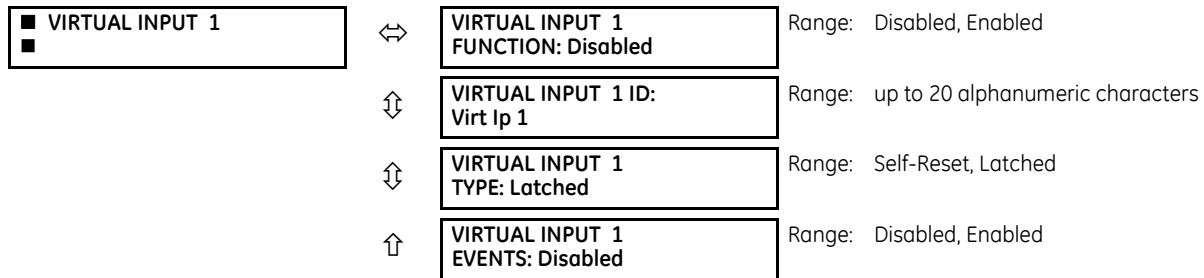 ■ VIRTUAL INPUT 1
■
VIRTUAL INPUT 1
FUNCTION: Disabled
Range: Disabled, Enabled
VIRTUAL INPUT 1 ID:
Virt Ip 1
Range: up to 20 alphanumeric characters
VIRTUAL INPUT 1
TYPE: Latched
Range: Self-Reset, Latched
VIRTUAL INPUT 1
EVENTS: Disabled
Range: Disabled, Enabled